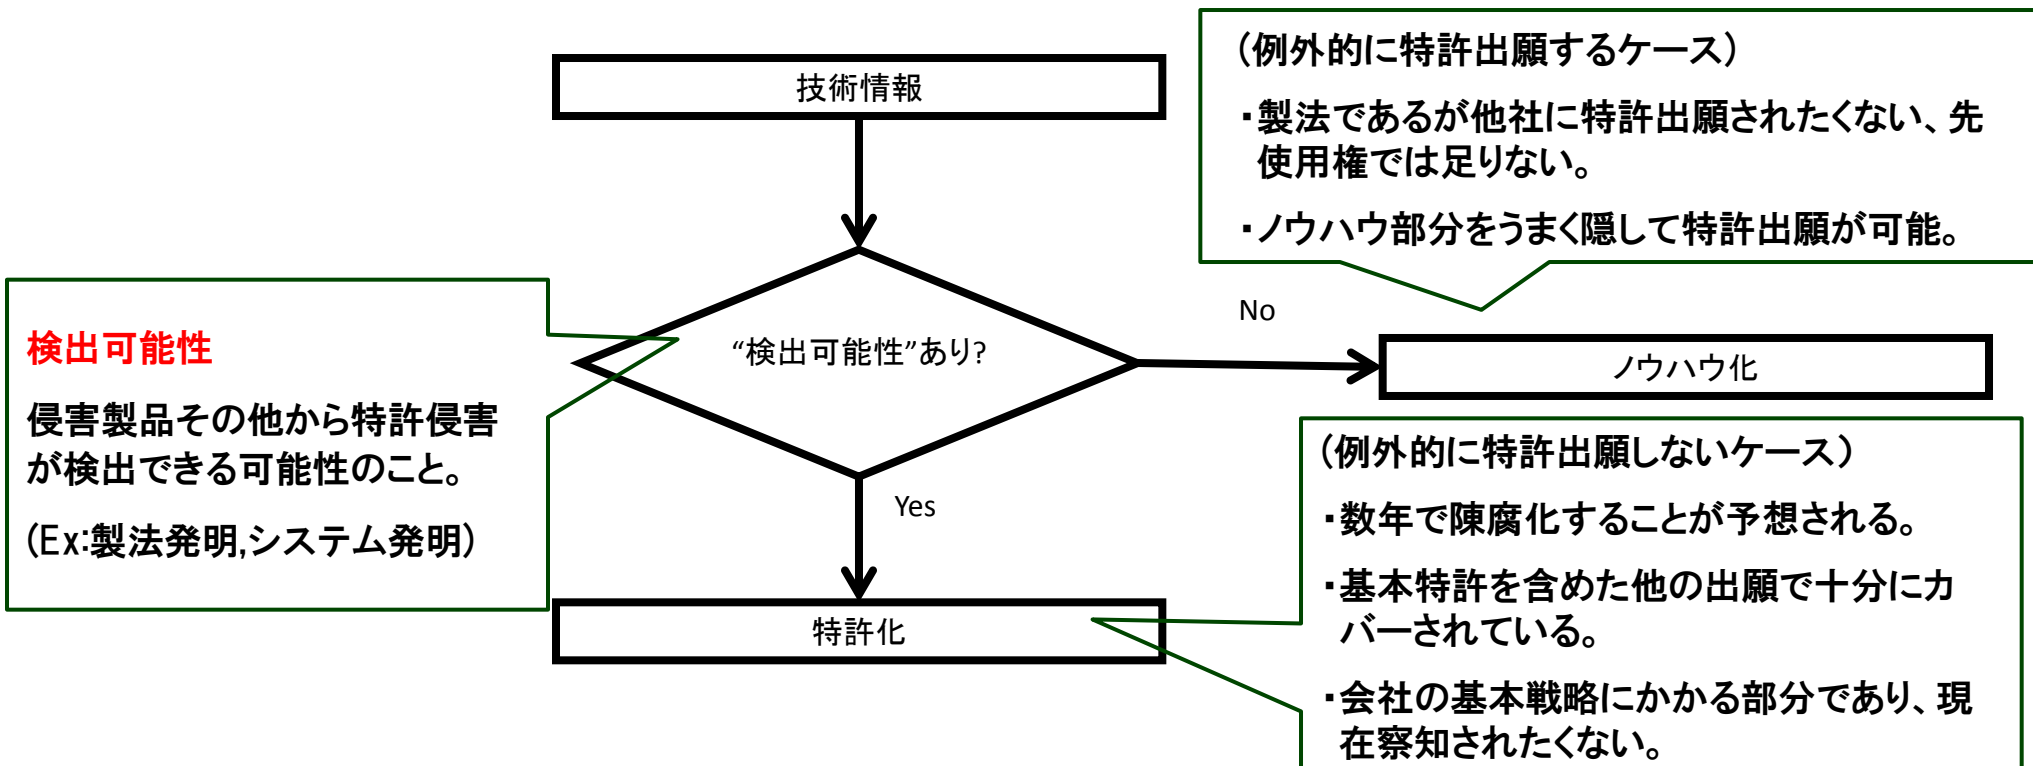 技術情報
(例外的に特許出願するケース)
・製法であるが他社に特許出願されたくない、先
使用権では足りない。
・ノウハウ部分をうまく隠して特許出願が可能。
検出可能性
侵害製品その他から特許侵害
が検出できる可能性のこと。
(Ex:製法発明,システム発明)
“検出可能性”あり?
No
ノウハウ化
Yes
特許化
(例外的に特許出願しないケース)
・数年で陳腐化することが予想される。
・基本特許を含めた他の出願で十分にカ
バーされている。
・会社の基本戦略にかかる部分であり、現
在察知されたくない。